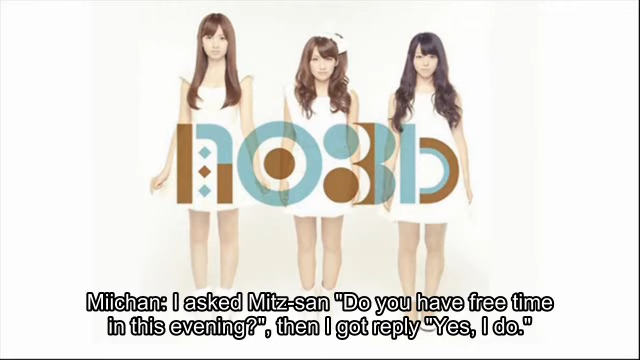 no3b
Miichan: I asked Mitz-san "Do you have free time
in this evening?", then I got reply "Yes, I do."